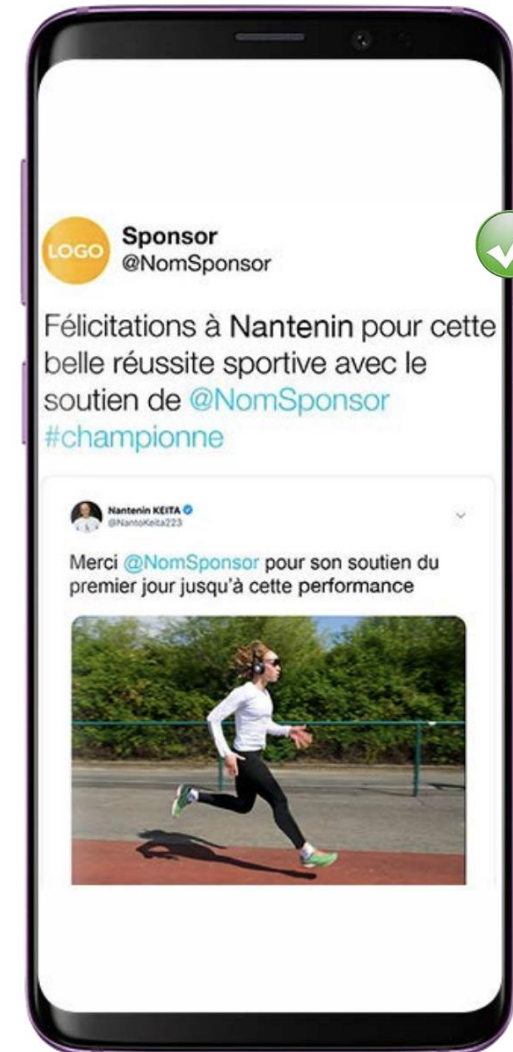 LOGO
Sponsor
@NomSponsor
Félicitations à Nantenin pour cette
belle réussite sportive avec le
soutien de @NomSponsor
#championne
Nantenin KEITA
@NantoKeita223
Merci @NomSponsor pour son soutien du
premier jour jusqu'à cette performance